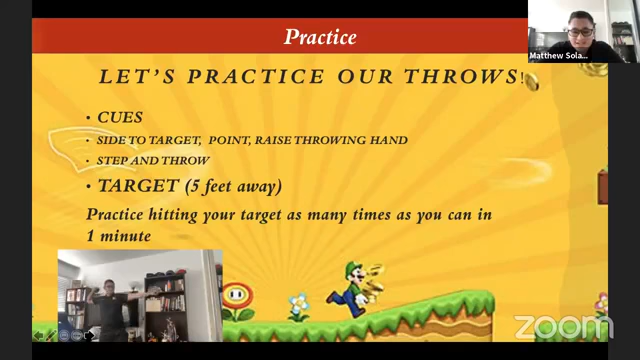 Practice
LET'S PRACTICE OUR THROWS!
• CUES
• SIDE TO TARGET, POINT, RAISE THROWING HAND
• STEP AND THROW
• TARGET (5 feet away)
Practice hitting your target as many times as you can in
1 minute
Matthew Sola...
zoom